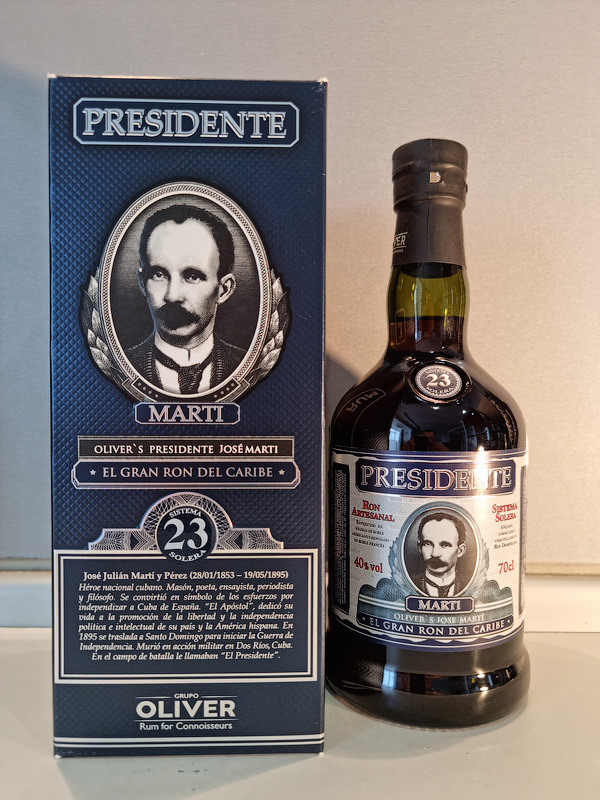 PRESIDENTE
MARTI
OLIVER`S PRESIDENTE JOSÉ MARTI
• EL GRAN RON DEL CARIBE •
SISTEMA
23
SOLERA
José Julián Martí y Pérez (28/01/1853 – 19/05/1895)
Héroe nacional cubano. Masón, poeta, ensayista, periodista
y filósofo. Se convirtió en símbolo de los esfuerzos por
independizar a Cuba de España. "El Apóstol", dedicó su
vida a la promoción de la libertad y la independencia
política e intelectual de su país y la América hispana. En
1895 se traslada a Santo Domingo para iniciar la Guerra de
Independencia. Murió en acción militar en Dos Ríos, Cuba.
En el campo de batalla le llamaban "El Presidente".
GRUPO
OLIVER
Rum for Connoisseurs
23
SOLERA
PRESIDENTE
RON
ARTESANAL
SISTEMA
SOLERA
40% vol
70cl
MARTI
OLIVER`S JOSE MARTÍ
• EL GRAN RON DEL CARIBE •